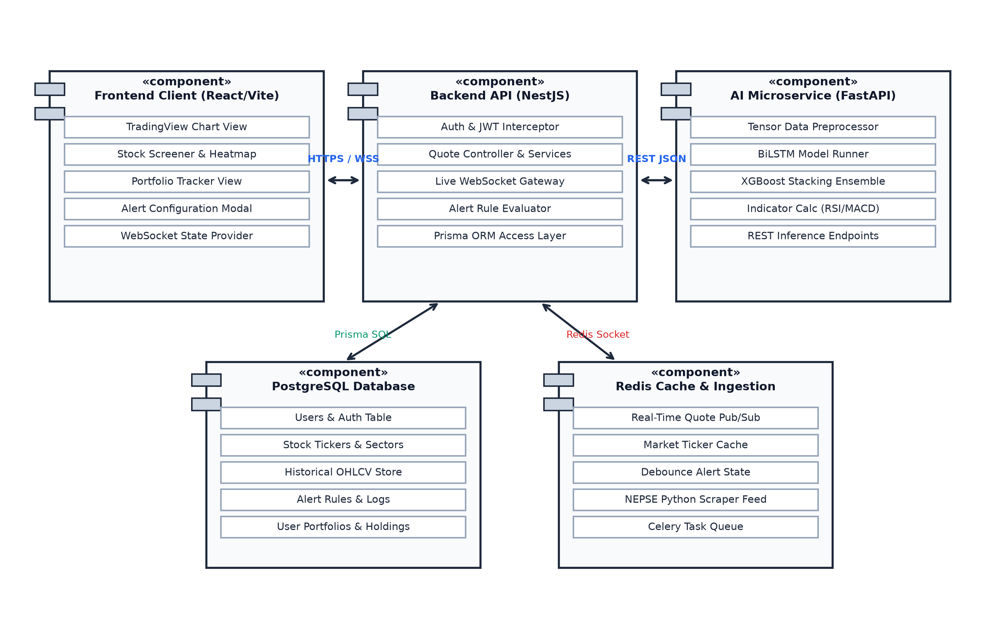 «component»
Frontend Client (React/Vite)
TradingView Chart View
Stock Screener & Heatmap
Portfolio Tracker View
Alert Configuration Modal
WebSocket State Provider
HTTPS / WSS
«component»
Backend API (NestJS)
Auth & JWT Interceptor
Quote Controller & Services
Live WebSocket Gateway
Alert Rule Evaluator
Prisma ORM Access Layer
REST JSON
«component»
AI Microservice (FastAPI)
Tensor Data Preprocessor
BiLSTM Model Runner
XGBoost Stacking Ensemble
Indicator Calc (RSI/MACD)
REST Inference Endpoints
Prisma SQL
Redis Socket
«component»
PostgreSQL Database
Users & Auth Table
Stock Tickers & Sectors
Historical OHLCV Store
Alert Rules & Logs
User Portfolios & Holdings
«component»
Redis Cache & Ingestion
Real-Time Quote Pub/Sub
Market Ticker Cache
Debounce Alert State
NEPSE Python Scraper Feed
Celery Task Queue